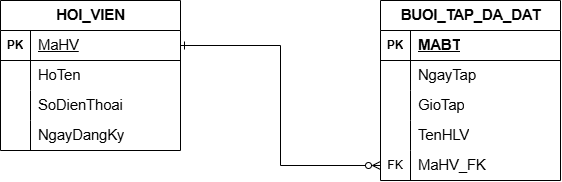 HOI_VIEN
PK MaHV
HoTen
SoDienThoai
NgayDangKy
BUOI_TAP_DA_DAT
PK MABT
NgayTap
GioTap
TenHLV
FK MaHV_FK